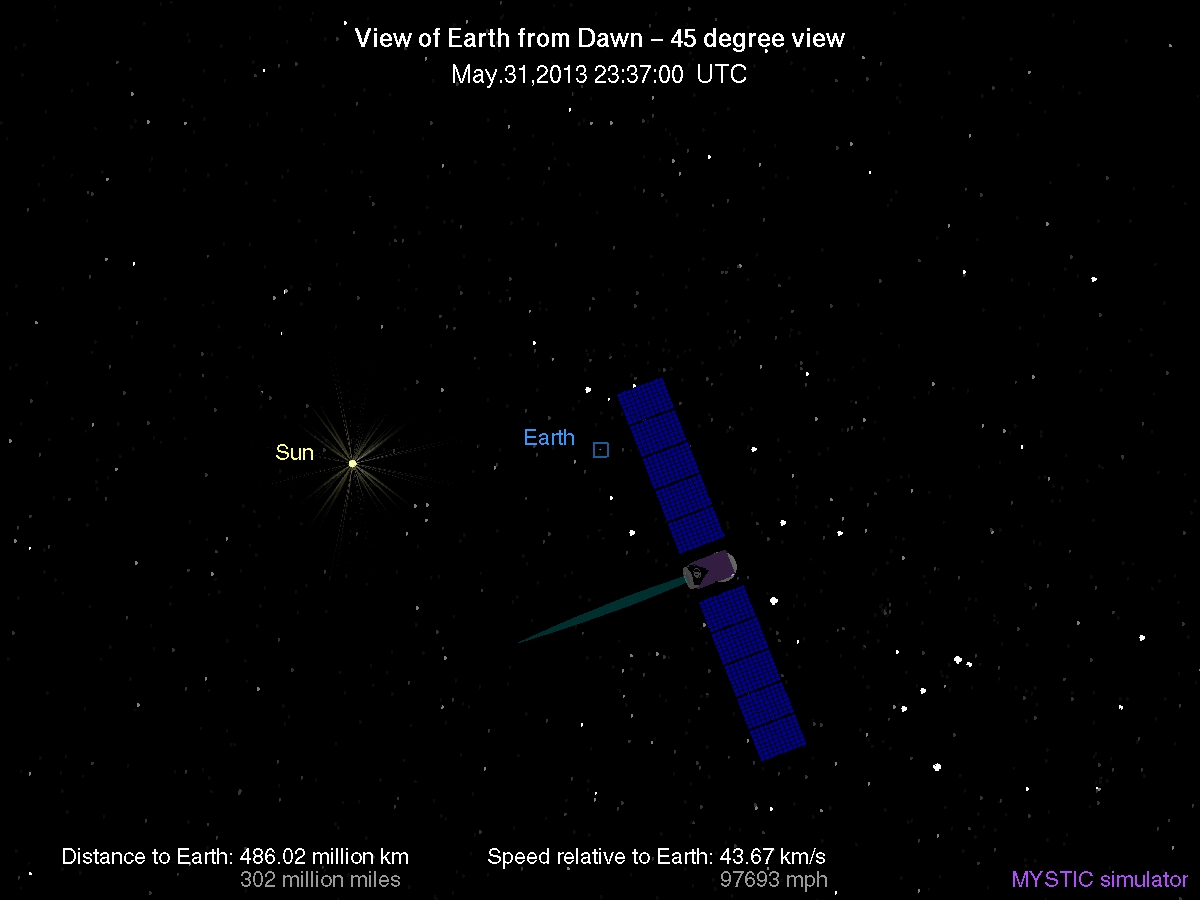 View of Earth from Dawn – 45 degree view
May.31,2013 23:37:00 UTC
Earth
Sun
Distance to Earth: 486.02 million km
302 million miles
Speed relative to Earth: 43.67 km/s
97693 mph
MYSTIC simulator